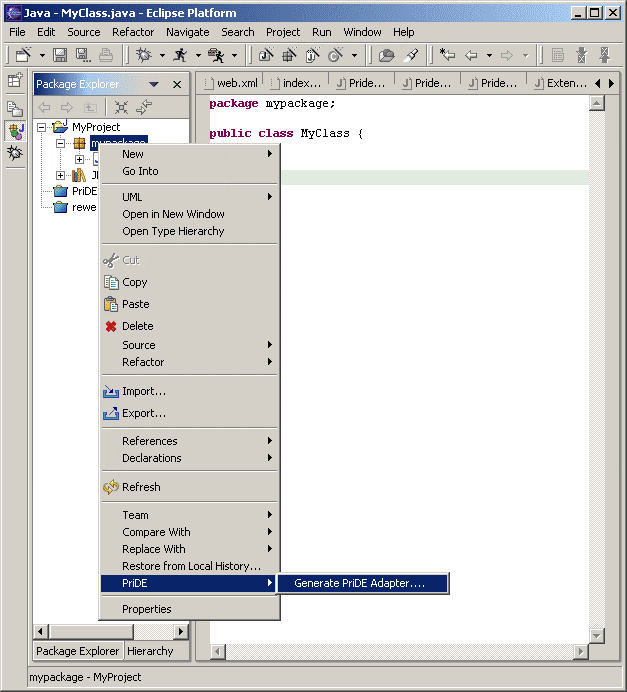 Java - MyClass.java - Eclipse Platform
File Edit Source Refactor Navigate Search Project Run Window Help
Package Explorer
web.xml index... Pride... Pride... Pride... Exten...
MyProject
mypackage
PriDE
rewe
package mypackage;
public class MyClass {
New
Go Into
UML
Open in New Window
Open Type Hierarchy
Cut
Copy
Paste
Delete
Source
Refactor
Import...
Export...
References
Declarations
Refresh
Team
Compare With
Replace With
Restore from Local History...
PriDE
Generate PriDE Adapter....
Properties
Package Explorer Hierarchy
mypackage - MyProject